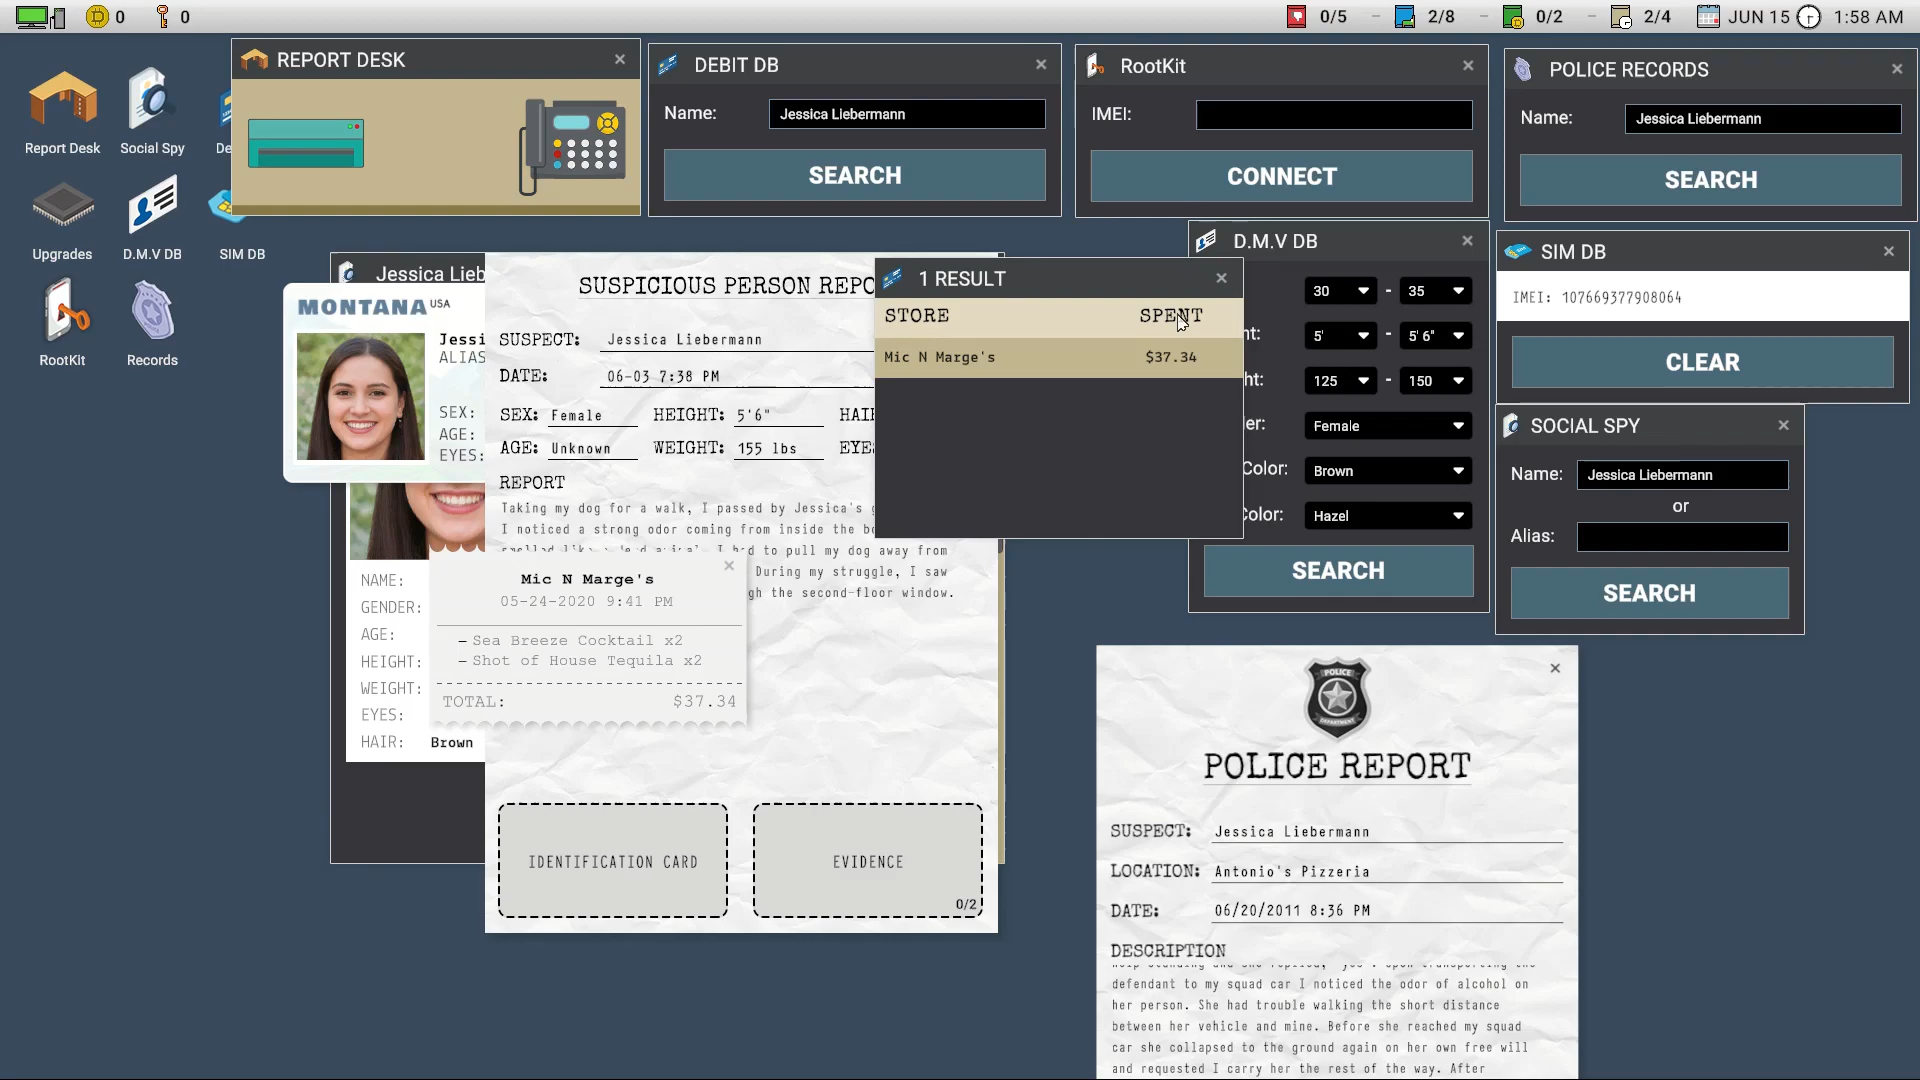 0 0 0/5 - 2/8 - 0/2 - 2/4 JUN 15 1:58 AM
Report Desk
Social Spy
Upgrades
D.M.V DB
SIM DB
RootKit
Records
REPORT DESK
DEBIT DB
Name: Jessica Liebermann
SEARCH
RootKit
IMEI:
CONNECT
POLICE RECORDS
Name: Jessica Liebermann
SEARCH
D.M.V DB
30 - 35
5' - 5' 6"
125 - 150
Female
Color: Brown
Color: Hazel
SEARCH
SIM DB
IMEI: 107669377908064
CLEAR
SOCIAL SPY
Name: Jessica Liebermann
or
Alias:
SEARCH
1 RESULT
STORE SPENT
Mic N Marge's $37.34
MONTANA USA
ALIAS
SEX:
AGE:
EYES:
NAME:
GENDER:
AGE:
HEIGHT:
WEIGHT:
EYES:
HAIR: Brown
SUSPICIOUS PERSON
SUSPECT: Jessica Liebermann
DATE: 06-03 7:38 PM
SEX: Female HEIGHT: 5'6"
AGE: Unknown WEIGHT: 155 lbs
REPORT
Taking my dog for a walk, I passed by Jessica's
I noticed a strong odor coming from inside the
had to pull my dog away from
During my struggle, I saw
the second-floor window.
Mic N Marge's
05-24-2020 9:41 PM
- Sea Breeze Cocktail x2
- Shot of House Tequila x2
TOTAL: $37.34
IDENTIFICATION CARD
EVIDENCE
0/2
POLICE
DEPARTMENT
POLICE REPORT
SUSPECT: Jessica Liebermann
LOCATION: Antonio's Pizzeria
DATE: 06/20/2011 8:36 PM
DESCRIPTION
defendant to my squad car I noticed the odor of alcohol on
her person. She had trouble walking the short distance
between her vehicle and mine. Before she reached my squad
car she collapsed to the ground again on her own free will
and requested I carry her the rest of the way. After